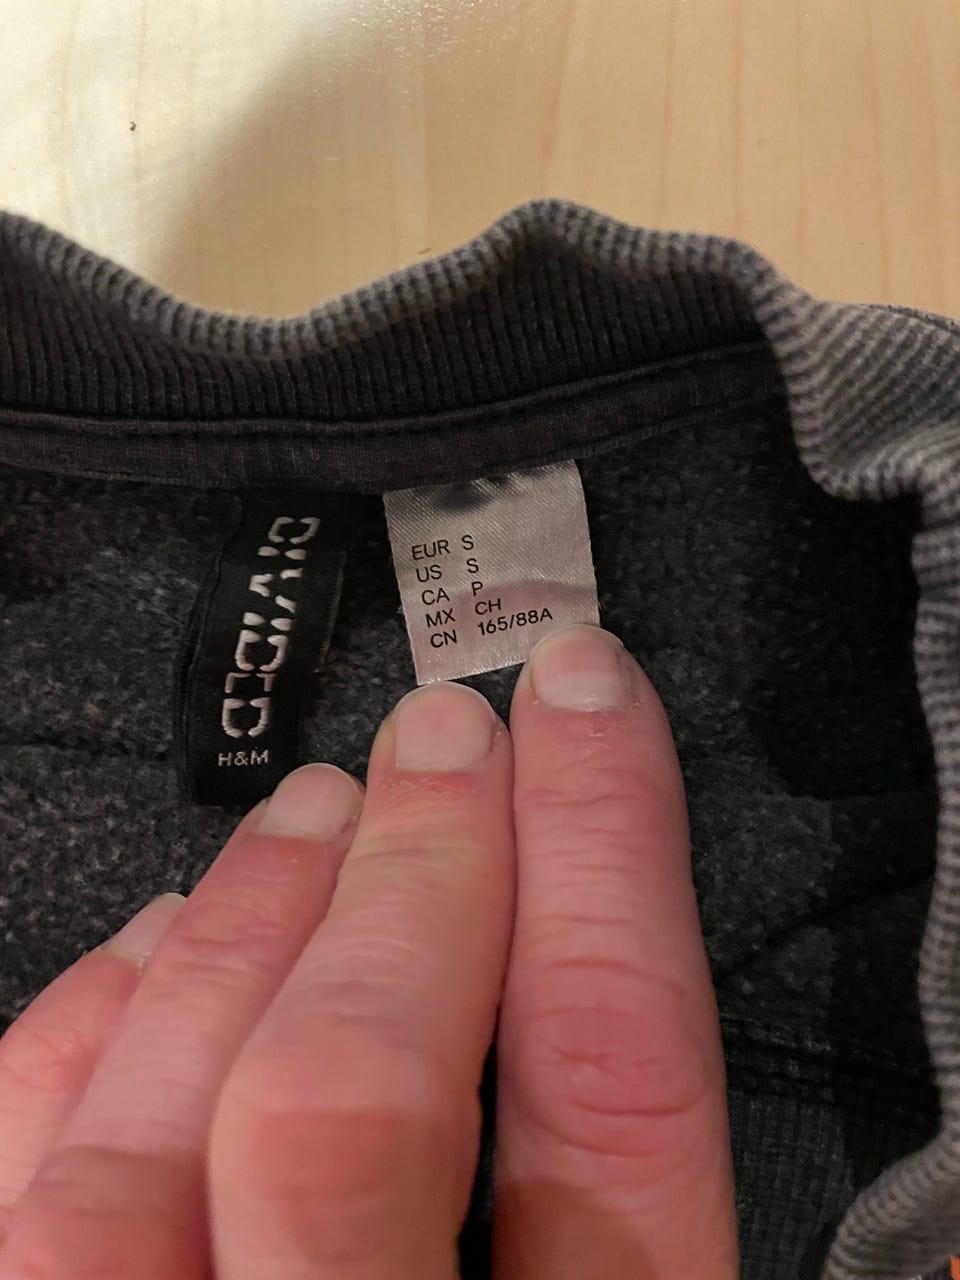 DIVIDED
H&M
EUR S
US S
CA P
MX CH
CN 165/88A